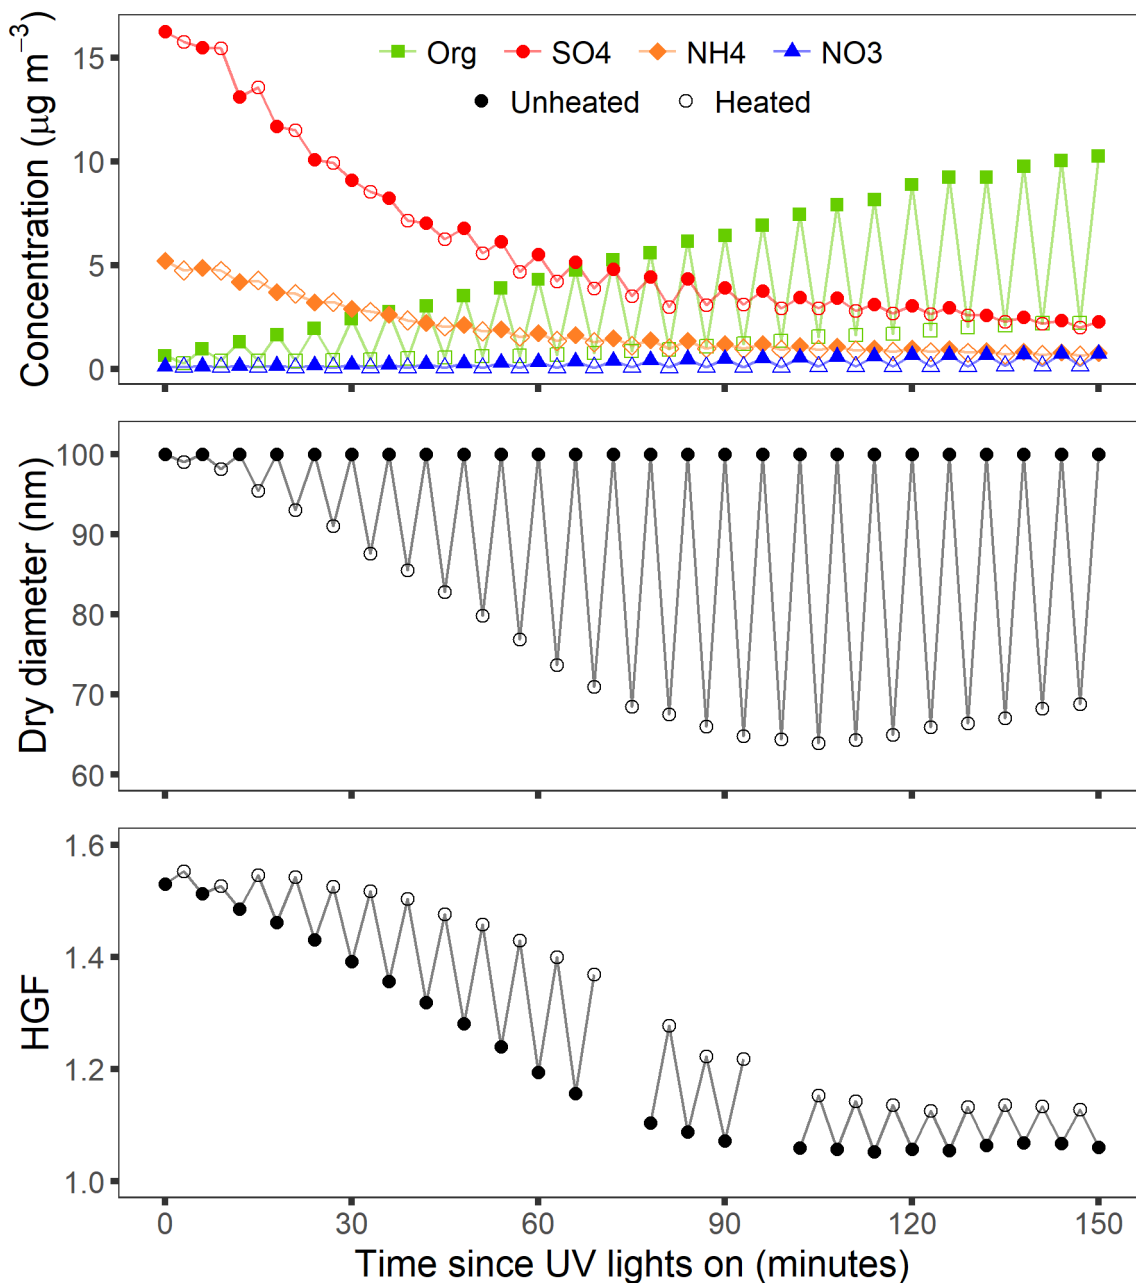 Concentration (μg m⁻³)
15
10
5
0
Org SO4 NH4 NO3
Unheated Heated
Dry diameter (nm)
100
90
80
70
60
HGF
1.6
1.4
1.2
1.0
0 30 60 90 120 150
Time since UV lights on (minutes)